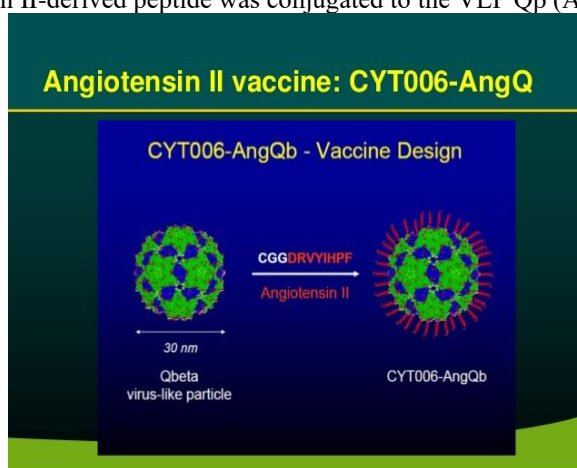 II-derived peptide was conjugated to the VLP Qβ (A
Angiotensin II vaccine: CYT006-AngQ
CYT006-AngQb - Vaccine Design
CGGDRVYIHPF
Angiotensin II
30 nm
Qbeta
virus-like particle
CYT006-AngQb